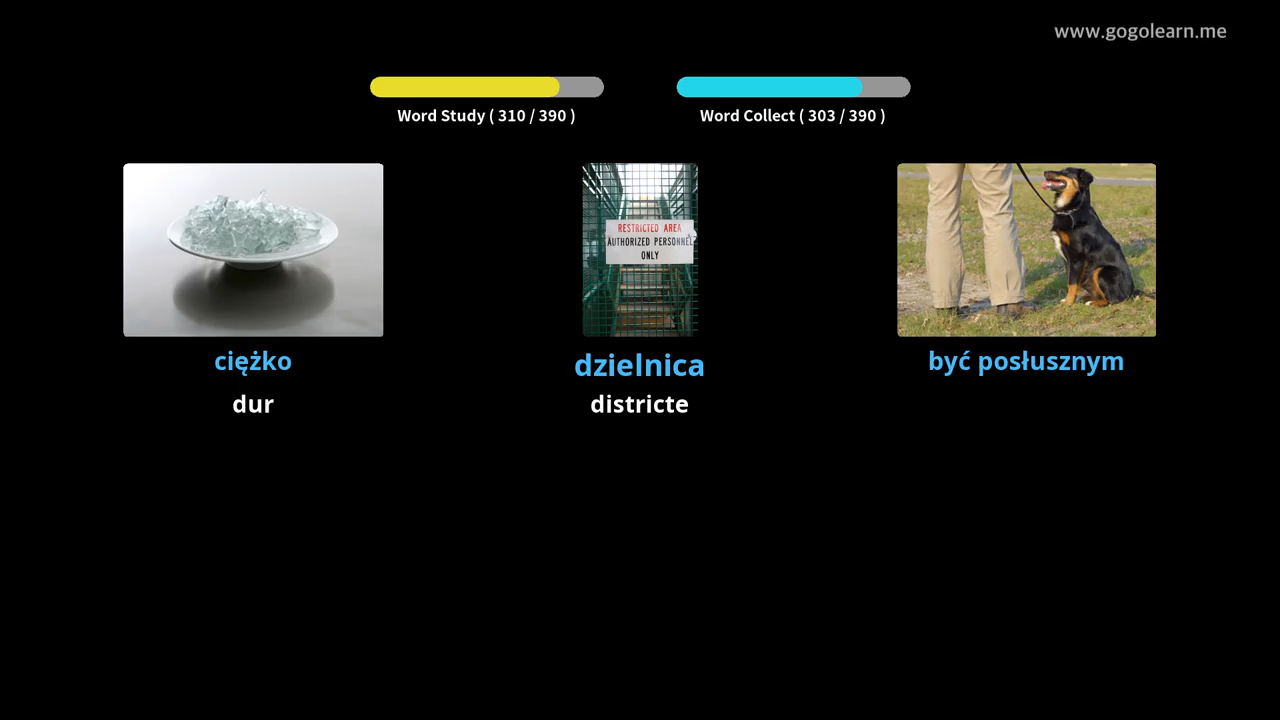 www.gogolearn.me
Word Study ( 310 / 390 )
Word Collect ( 303 / 390 )
RESTRICTED AREA
AUTHORIZED PERSONNEL
ONLY
ciężko
dzielnica
być posłusznym
dur
districte